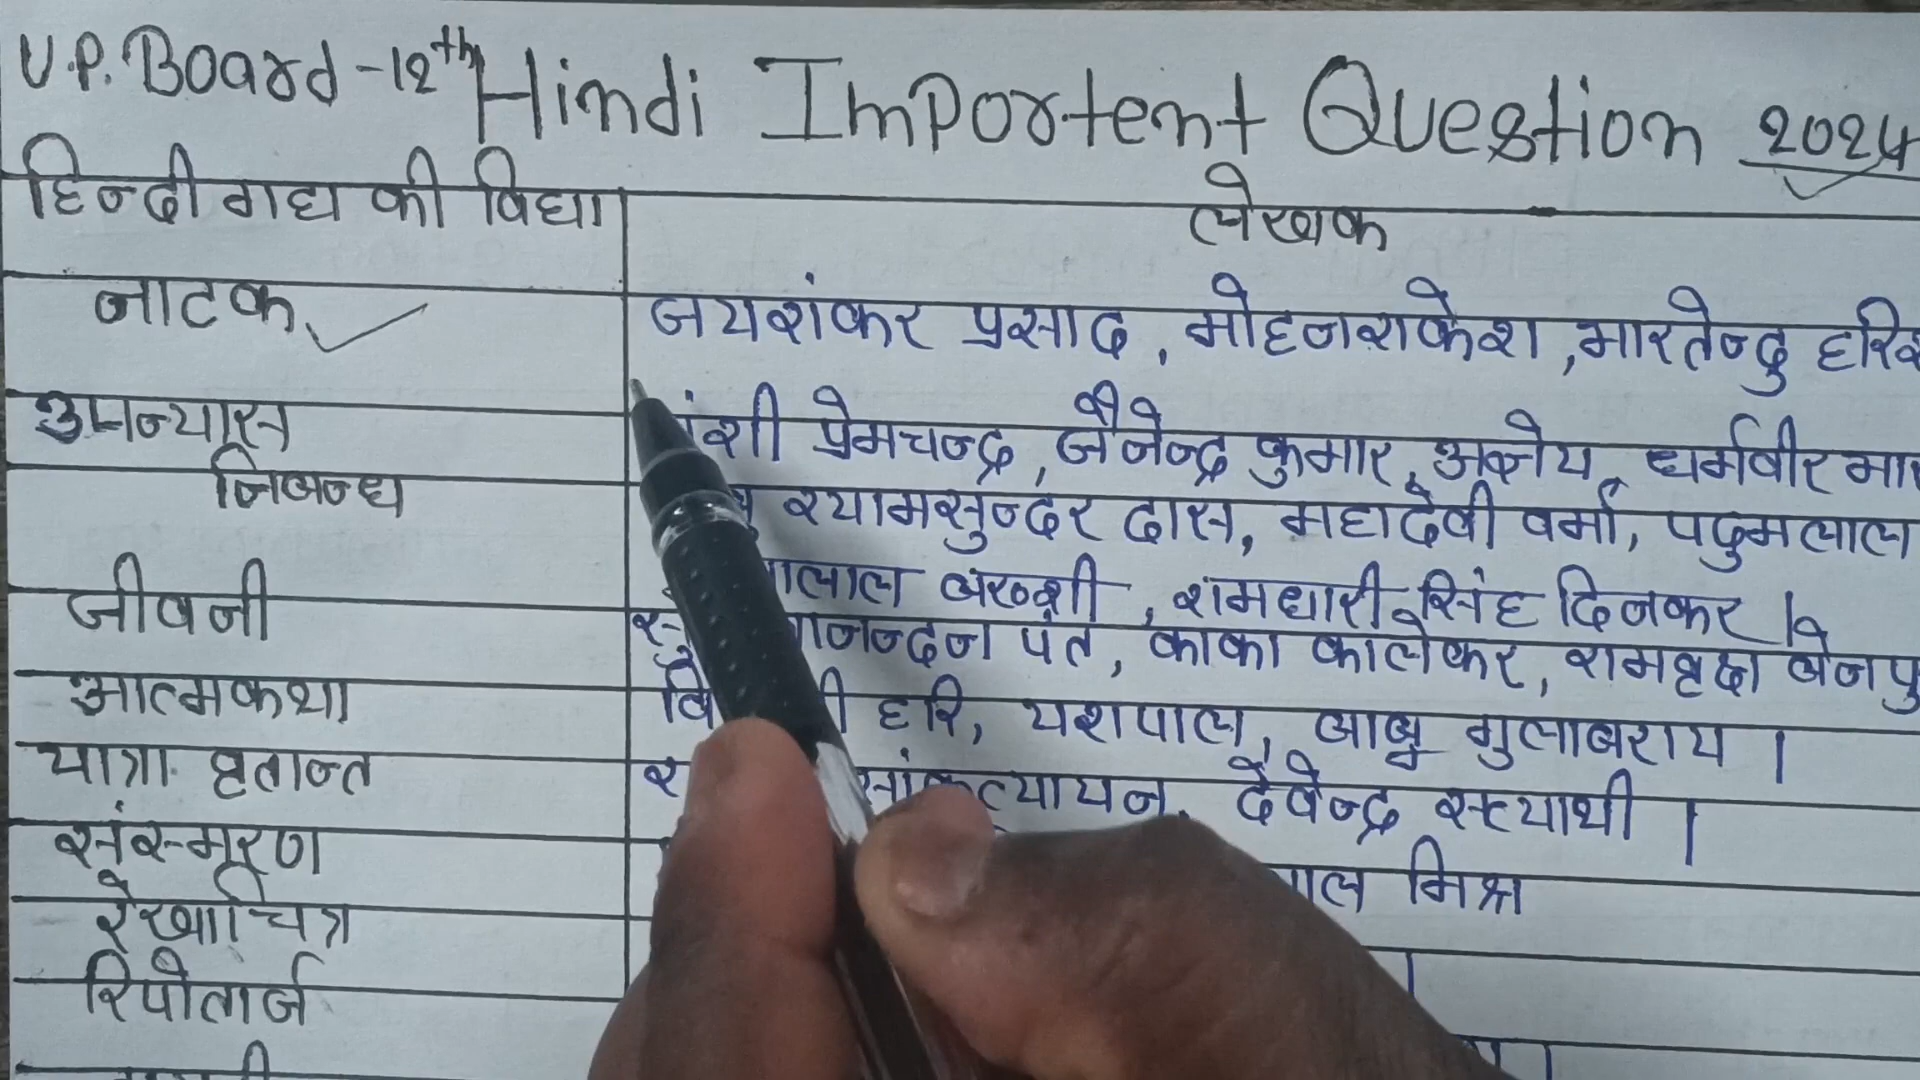 U.P. Board - 12th Hindi Importent Question 2024
हिन्दी गद्य की विधा लेखक
नाटक जयशंकर प्रसाद, मोहन राकेश, भारतेन्दु
उपन्यास प्रेमचन्द्र, जैनेन्द्र कुमार, अज्ञेय, धर्मवीर
निबन्ध श्यामसुन्दर दास, महादेवी वर्मा, पदुमलाल
बख्शी, रामधारी सिंह दिनकर ।
जीवनी पंत, काका कालेकर, रामवृक्ष
आत्मकथा हरि, यशपाल, बाबू गुलाबराय ।
यात्रा वृतान्त सांकृत्यायन, देवेन्द्र सत्यार्थी ।
संस्मरण मिश्र
रेखाचित्र
रिपोतार्ज